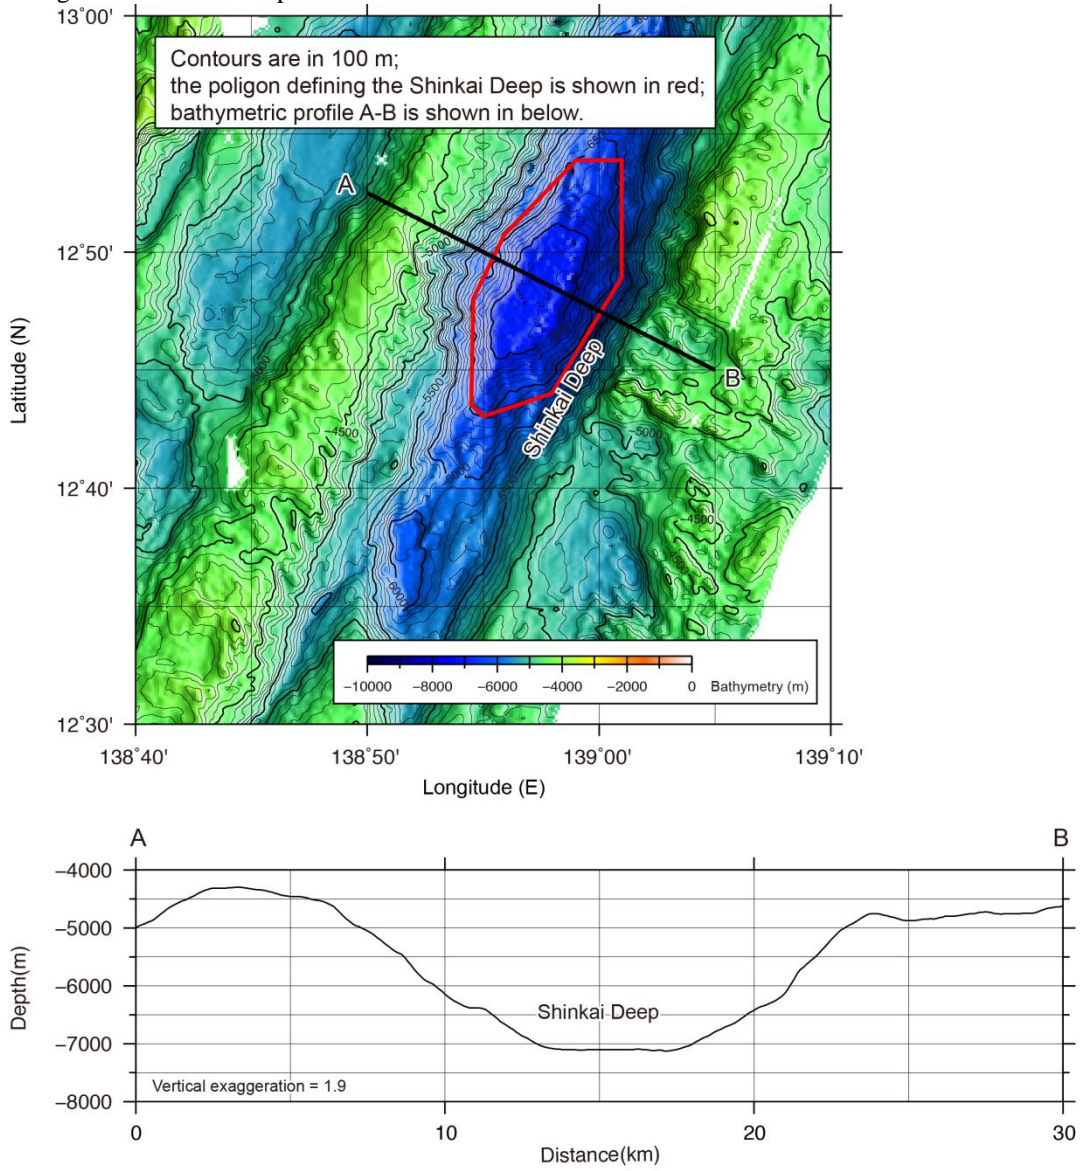 13°00'
Contours are in 100 m;
the poligon defining the Shinkai Deep is shown in red;
bathymetric profile A-B is shown in below.
A
12°50'
B
Shinkai Deep
12°40'
12°30'
Latitude (N)
-5000
-5500
-4500
-5000
-4500
-6000
−10000 −8000 −6000 −4000 −2000 0 Bathymetry (m)
138°40' 138°50' 139°00' 139°10'
Longitude (E)
A B
−4000
−5000
−6000
−7000
−8000
Depth(m)
Shinkai Deep
Vertical exaggeration = 1.9
0 10 20 30
Distance(km)